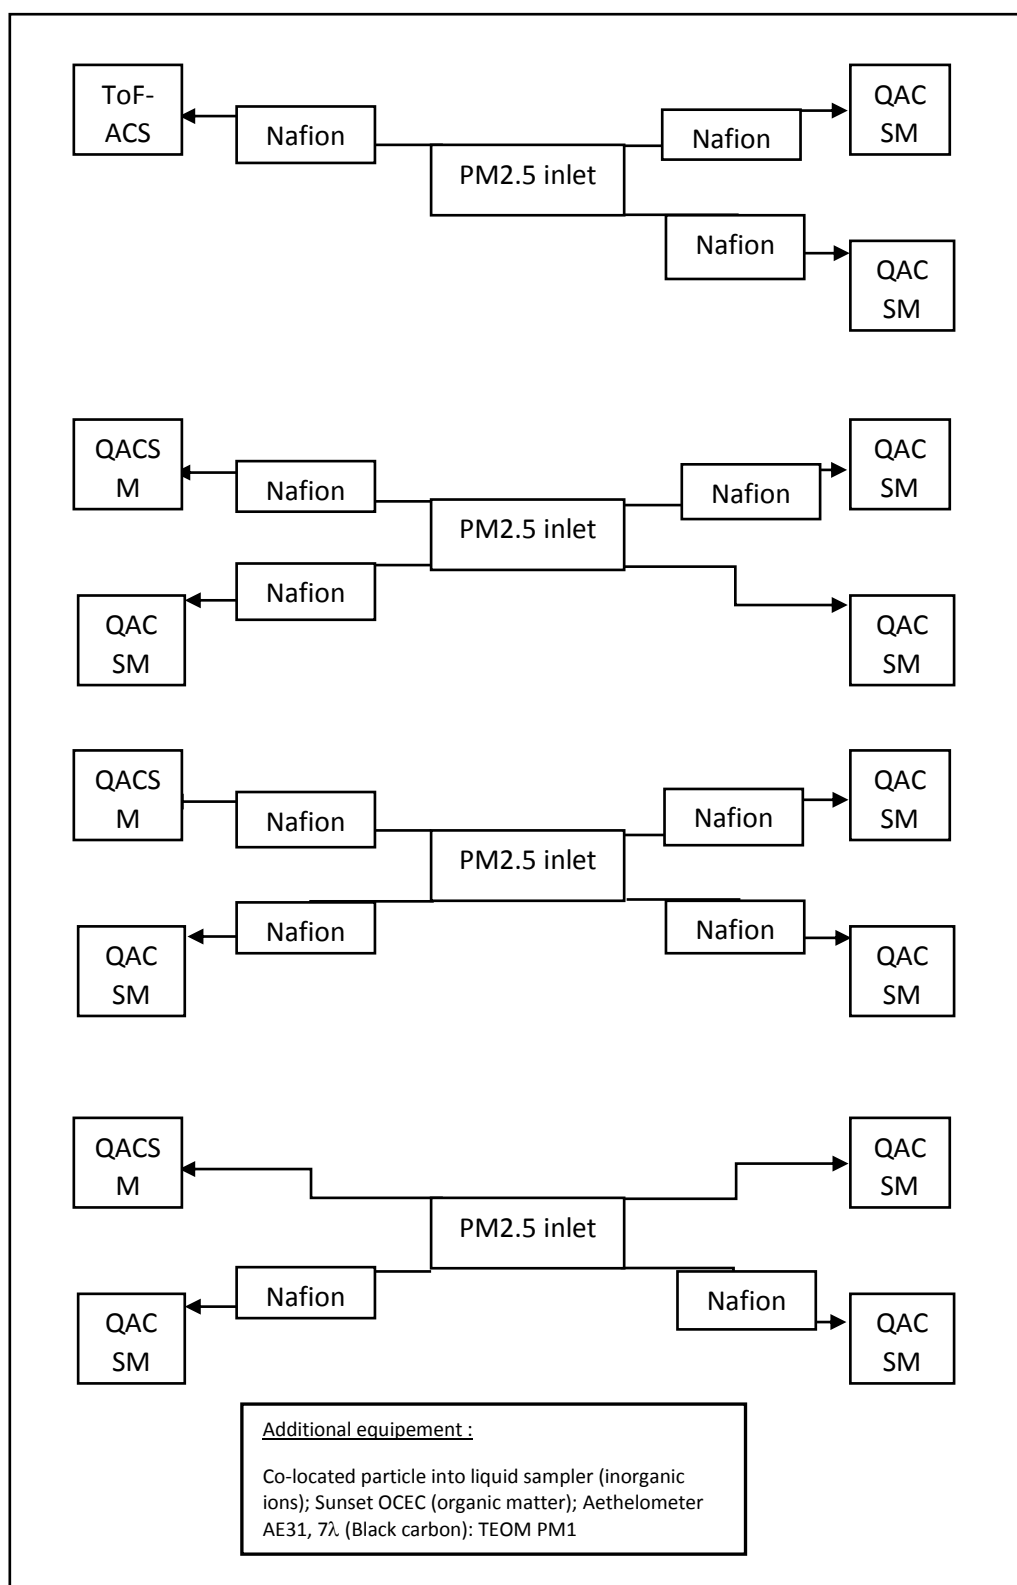 ToF-
ACS
Nafion
PM2.5 inlet
Nafion
QAC
SM
Nafion
QAC
SM
QACS
M
Nafion
PM2.5 inlet
Nafion
QAC
SM
Nafion
QAC
SM
QAC
SM
QACS
M
Nafion
PM2.5 inlet
Nafion
QAC
SM
Nafion
QAC
SM
Nafion
QAC
SM
QACS
M
PM2.5 inlet
QAC
SM
Nafion
QAC
SM
Nafion
QAC
SM
Additional equipement :
Co-located particle into liquid sampler (inorganic
ions); Sunset OCEC (organic matter); Aethelometer
AE31, 7λ (Black carbon): TEOM PM1